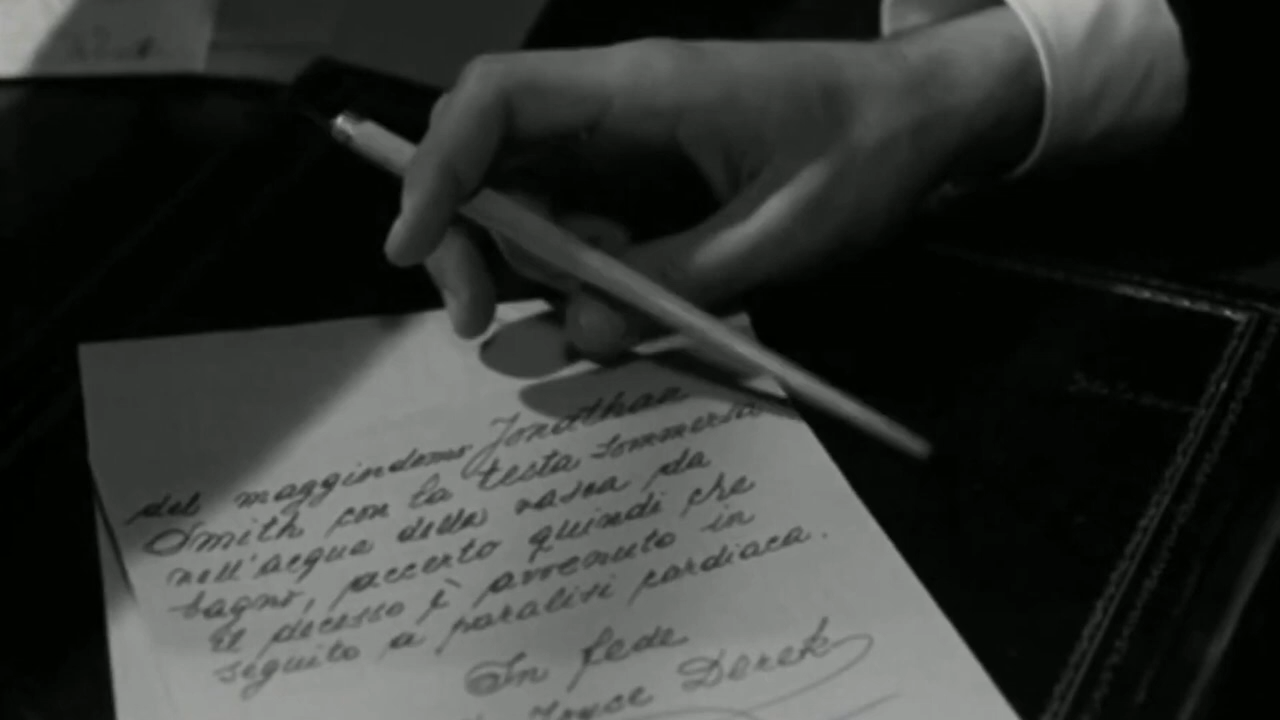 del maggiordomo Jonathan
Smith con la testa sommersa
nell'acqua della vasca da
bagno, accerto quindi che
il decesso è avvenuto in
seguito a paralisi cardiaca.
In fede
Joyce Derek